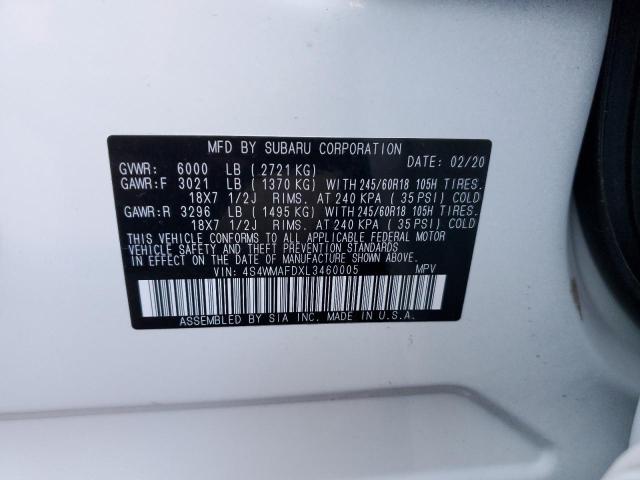 MFD BY SUBARU CORPORATION
DATE: 02/20
GVWR: 6000 LB (2721 KG)
GAWR:F 3021 LB (1370 KG) WITH 245/60R18 105H TIRES.
18X7 1/2J RIMS. AT 240 KPA (35 PSI) COLD
GAWR:R 3296 LB (1495 KG) WITH 245/60R18 105H TIRES.
18X7 1/2J RIMS. AT 240 KPA (35 PSI) COLD
THIS VEHICLE CONFORMS TO ALL APPLICABLE FEDERAL MOTOR
VEHICLE SAFETY AND THEFT PREVENTION STANDARDS
IN EFFECT ON THE DATE OF MANUFACTURE SHOWN ABOVE.
VIN: 4S4WMAFDXL3460005 MPV
ASSEMBLED BY SIA INC. MADE IN U.S.A.